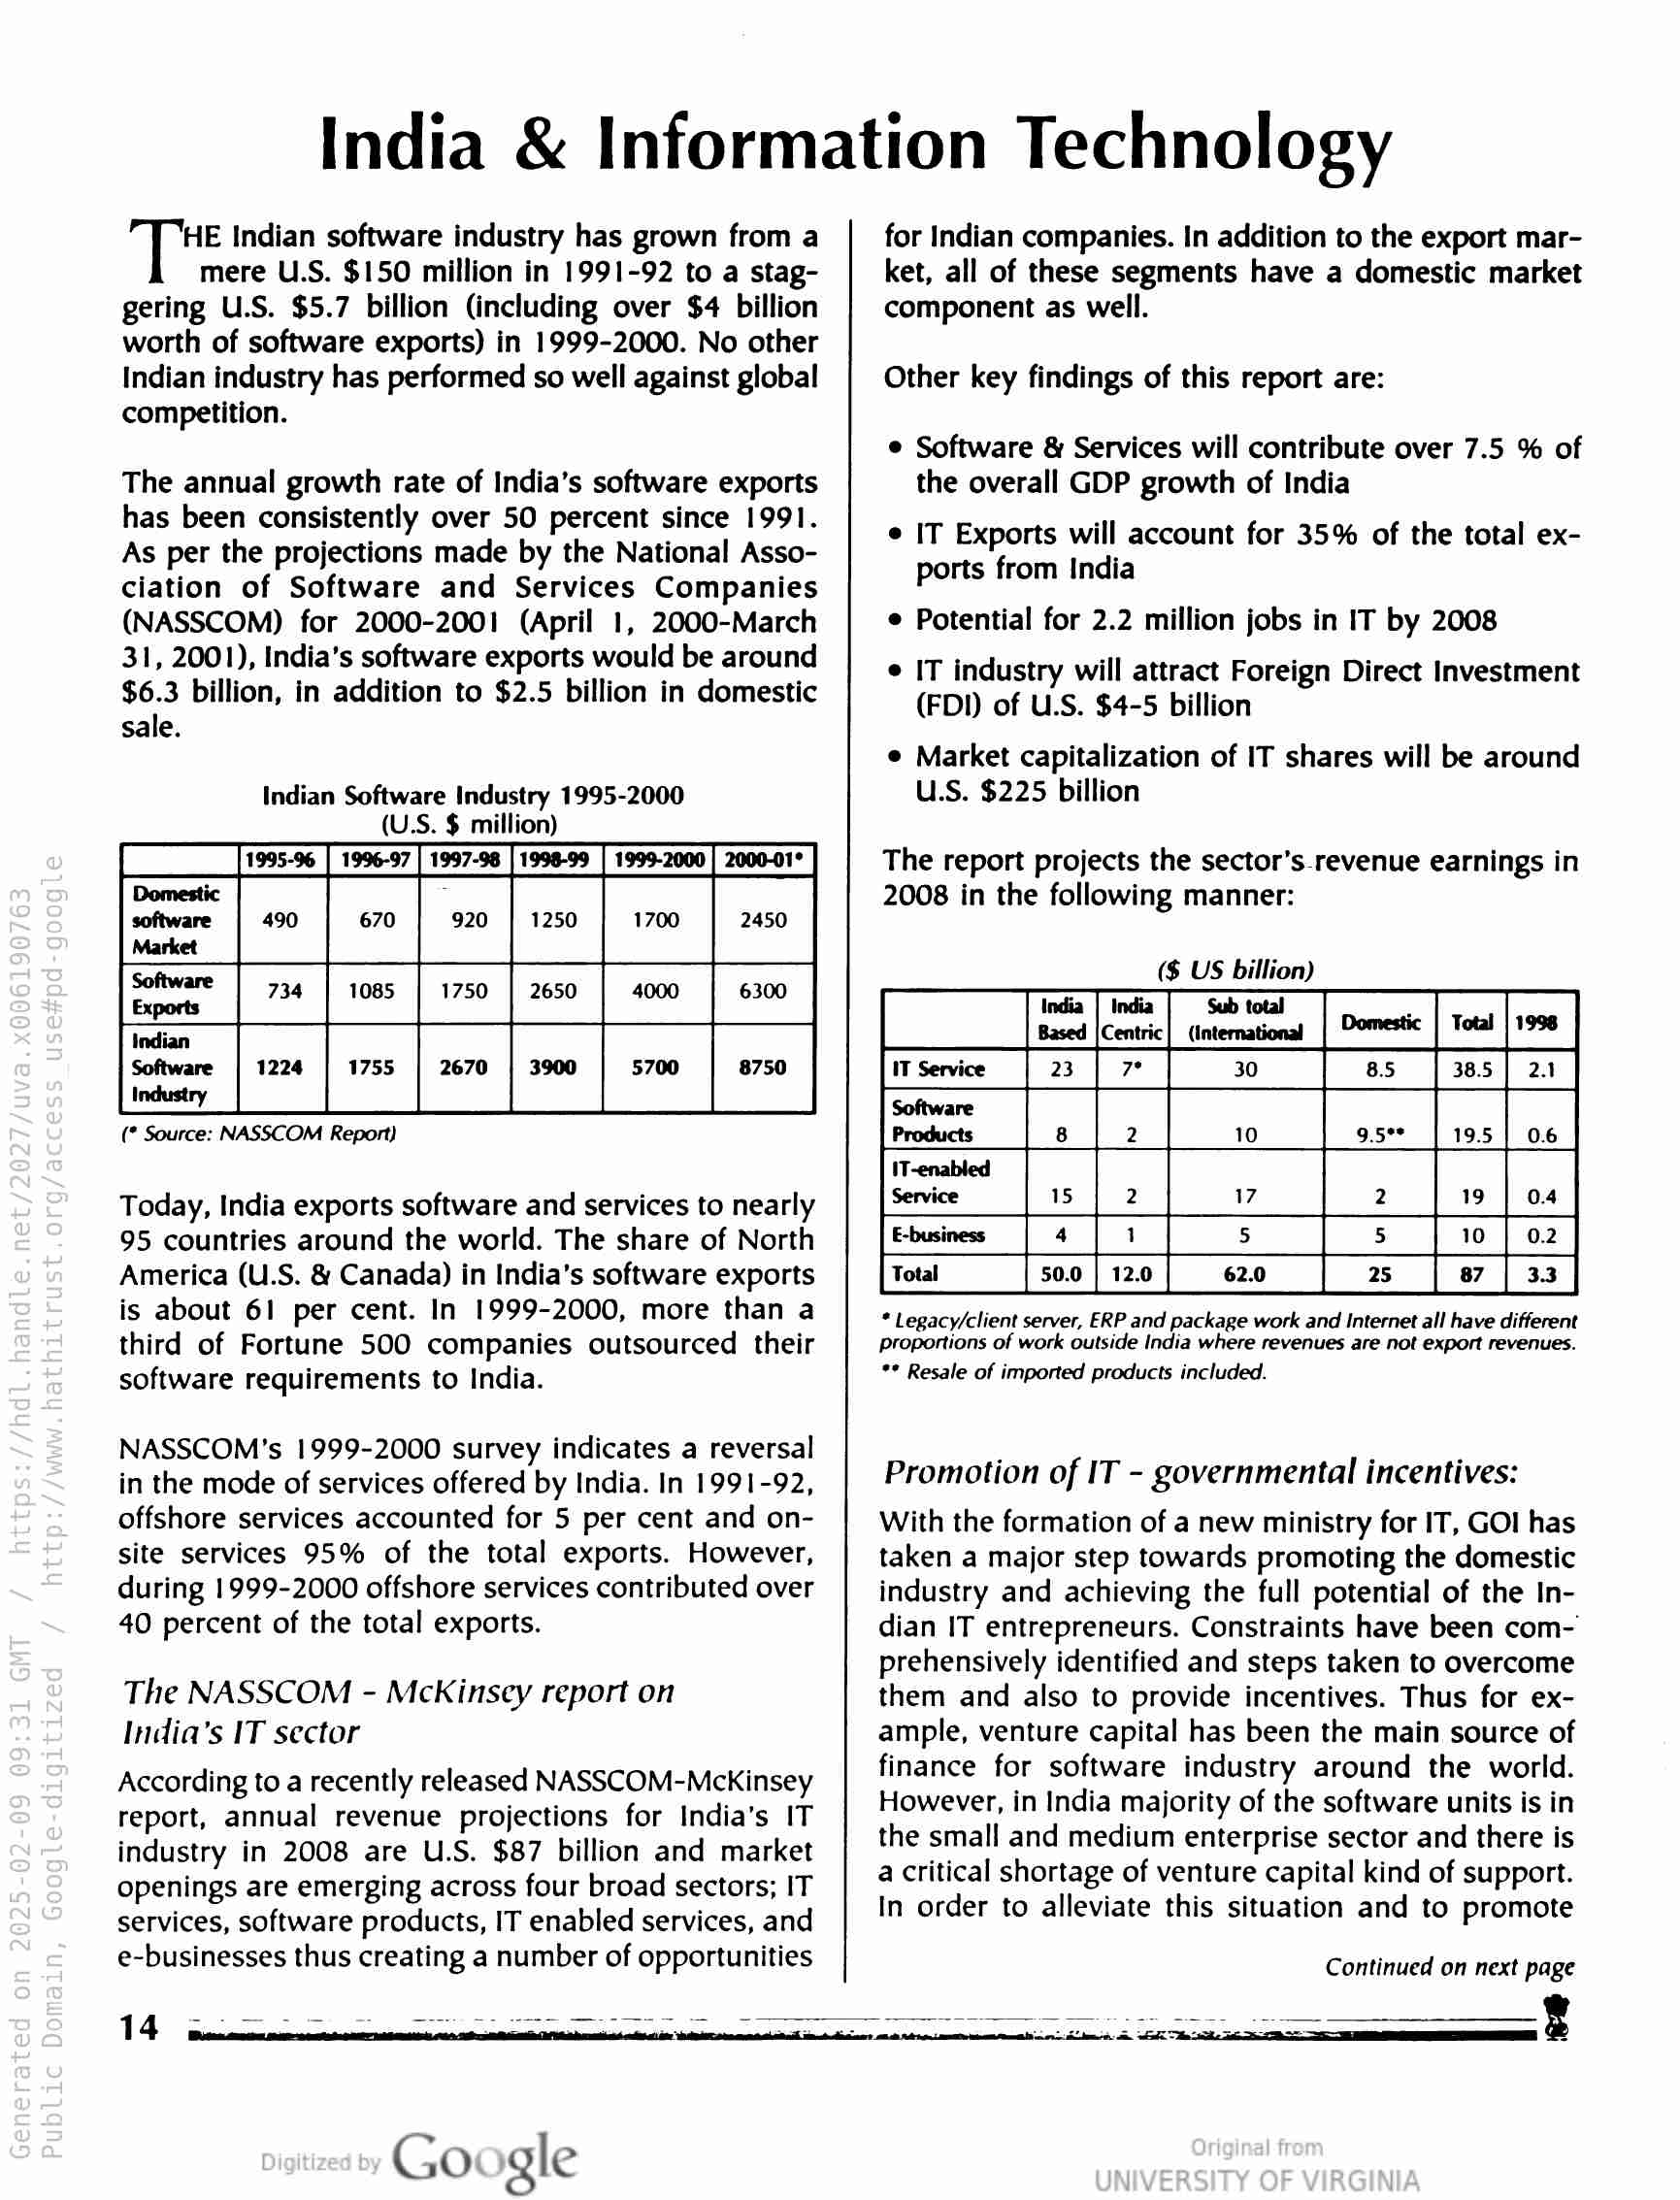 India & Information Technology
THE Indian software industry has grown from a
mere U.S. $150 million in 1991-92 to a stag-
gering U.S. $5.7 billion (including over $4 billion
worth of software exports) in 1999-2000. No other
Indian industry has performed so well against global
competition.
The annual growth rate of India's software exports
has been consistently over 50 percent since 1991.
As per the projections made by the National Asso-
ciation of Software and Services Companies
(NASSCOM) for 2000-2001 (April 1, 2000-March
31, 2001), India's software exports would be around
$6.3 billion, in addition to $2.5 billion in domestic
sale.
Indian Software Industry 1995-2000
(U.S. $ million)
1995-96 1996-97 1997-98 1998-99 1999-2000 2000-01*
Domestic
software 490 670 920 1250 1700 2450
Market
Software
Exports 734 1085 1750 2650 4000 6300
Indian
Software 1224 1755 2670 3900 5700 8750
Industry
(* Source: NASSCOM Report)
Today, India exports software and services to nearly
95 countries around the world. The share of North
America (U.S. & Canada) in India's software exports
is about 61 per cent. In 1999-2000, more than a
third of Fortune 500 companies outsourced their
software requirements to India.
NASSCOM's 1999-2000 survey indicates a reversal
in the mode of services offered by India. In 1991-92,
offshore services accounted for 5 per cent and on-
site services 95% of the total exports. However,
during 1999-2000 offshore services contributed over
40 percent of the total exports.
The NASSCOM - McKinsey report on
India's IT sector
According to a recently released NASSCOM-McKinsey
report, annual revenue projections for India's IT
industry in 2008 are U.S. $87 billion and market
openings are emerging across four broad sectors; IT
services, software products, IT enabled services, and
e-businesses thus creating a number of opportunities
for Indian companies. In addition to the export mar-
ket, all of these segments have a domestic market
component as well.
Other key findings of this report are:
• Software & Services will contribute over 7.5 % of
the overall GDP growth of India
• IT Exports will account for 35% of the total ex-
ports from India
• Potential for 2.2 million jobs in IT by 2008
• IT industry will attract Foreign Direct Investment
(FDI) of U.S. $4-5 billion
• Market capitalization of IT shares will be around
U.S. $225 billion
The report projects the sector's revenue earnings in
2008 in the following manner:
($ US billion)
India India Sub total
Based Centric (International Domestic Total 1998
IT Service 23 7* 30 8.5 38.5 2.1
Software
Products 8 2 10 9.5** 19.5 0.6
IT-enabled
Service 15 2 17 2 19 0.4
E-business 4 1 5 5 10 0.2
Total 50.0 12.0 62.0 25 87 3.3
* Legacy/client server, ERP and package work and Internet all have different
proportions of work outside India where revenues are not export revenues.
** Resale of imported products included.
Promotion of IT - governmental incentives:
With the formation of a new ministry for IT, GOI has
taken a major step towards promoting the domestic
industry and achieving the full potential of the In-
dian IT entrepreneurs. Constraints have been com-
prehensively identified and steps taken to overcome
them and also to provide incentives. Thus for ex-
ample, venture capital has been the main source of
finance for software industry around the world.
However, in India majority of the software units is in
the small and medium enterprise sector and there is
a critical shortage of venture capital kind of support.
In order to alleviate this situation and to promote
Continued on next page
14
Digitized by Google
Original from
UNIVERSITY OF VIRGINIA
Generated on 2025-02-09 09:31 GMT / https://hdl.handle.net/2027/uva.x006190763
Public Domain, Google-digitized / http://www.hathitrust.org/access_use#pd-google